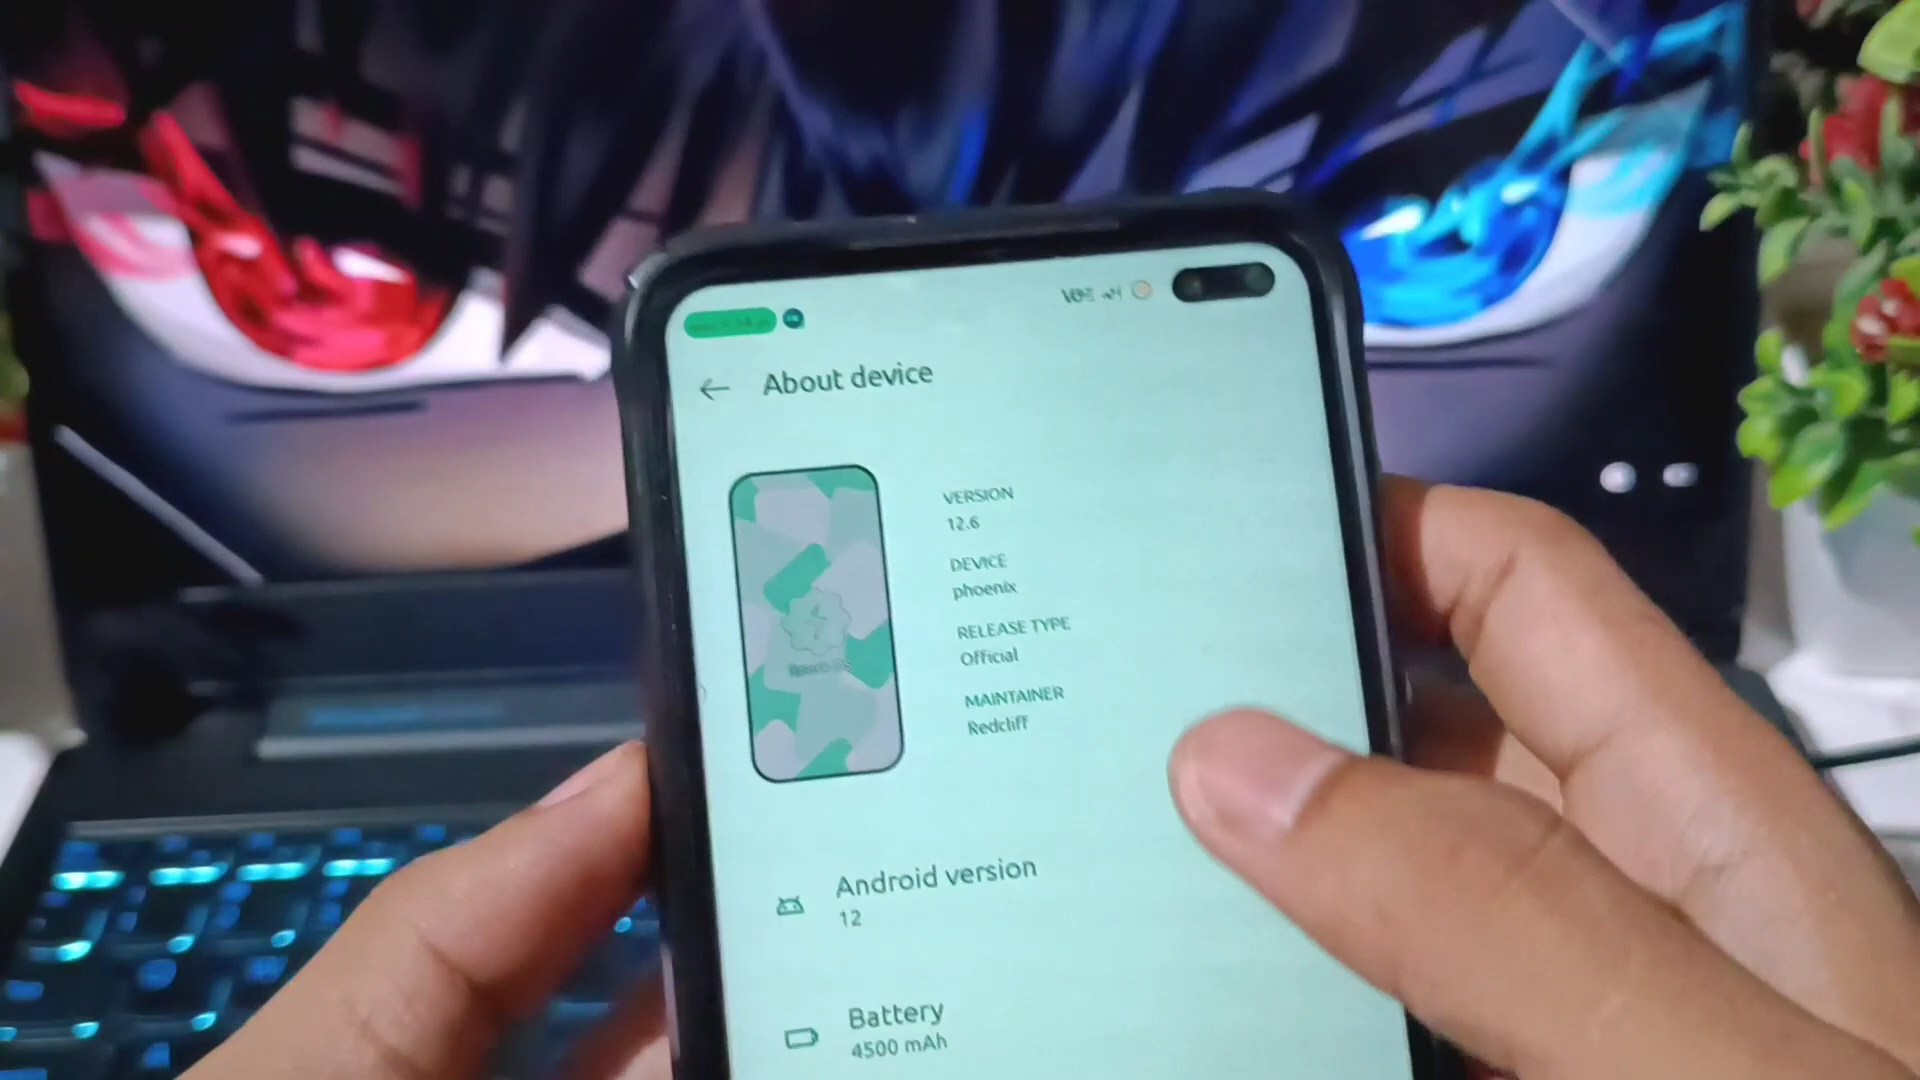 About device
VERSION
12.6
DEVICE
phoenix
RELEASE TYPE
Official
MAINTAINER
Redcliff
Android version
12
Battery
4500 mAh